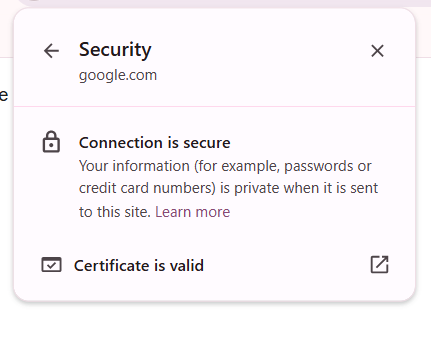 Security
google.com
e
Connection is secure
Your information (for example, passwords or
credit card numbers) is private when it is sent
to this site. Learn more
Certificate is valid